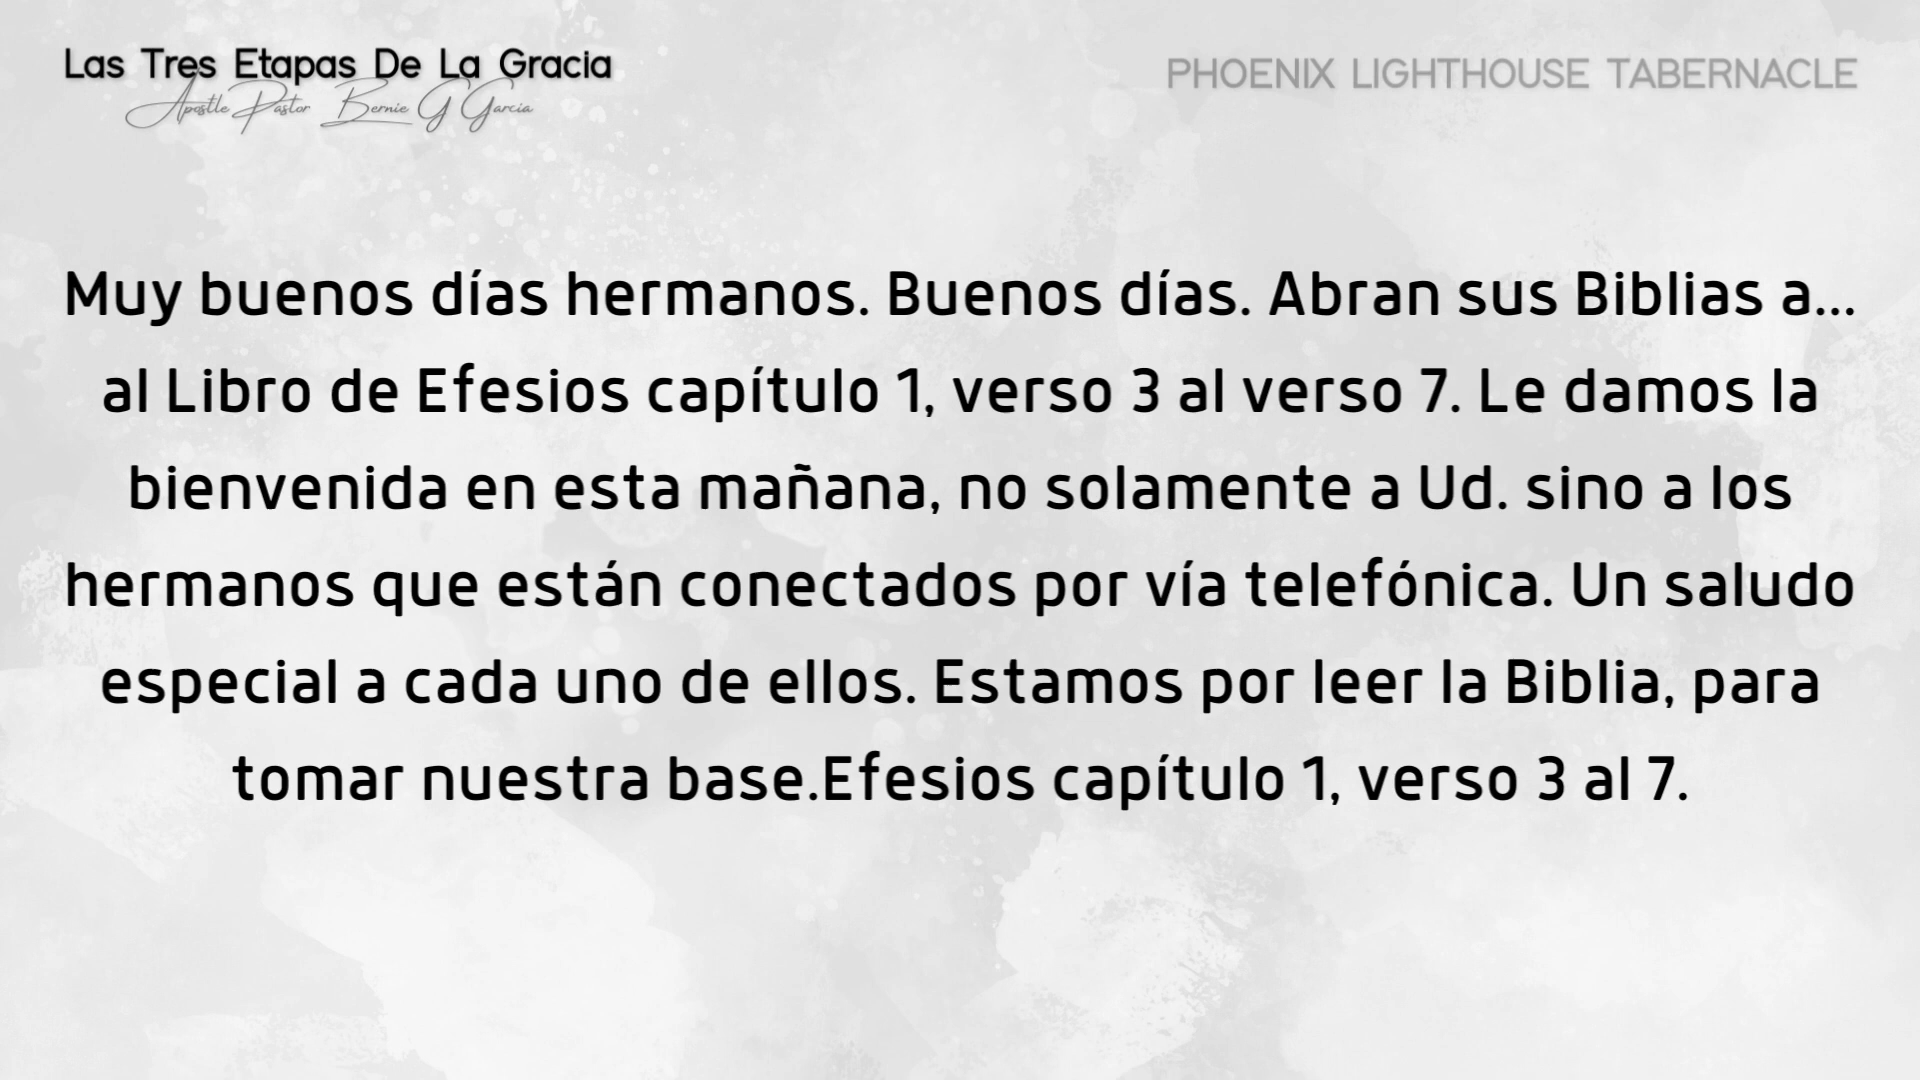 Las Tres Etapas De La Gracia
Apostle Pastor Bernie G Garcia
PHOENIX LIGHTHOUSE TABERNACLE
Muy buenos días hermanos. Buenos días. Abran sus Biblias a...
al Libro de Efesios capítulo 1, verso 3 al verso 7. Le damos la
bienvenida en esta mañana, no solamente a Ud. sino a los
hermanos que están conectados por vía telefónica. Un saludo
especial a cada uno de ellos. Estamos por leer la Biblia, para
tomar nuestra base.Efesios capítulo 1, verso 3 al 7.